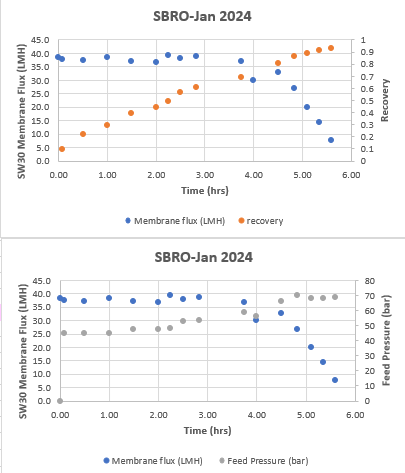 SBRO-Jan 2024
45.0 1
40.0 0.9
35.0 0.8
30.0 0.7
25.0 0.6
20.0 0.5
15.0 0.4
10.0 0.3
5.0 0.2
0.0 0.1
0
SW30 Membrane Flux (LMH)
Recovery
0.00 1.00 2.00 3.00 4.00 5.00 6.00
Time (hrs)
Membrane flux (LMH) recovery
SBRO-Jan 2024
45.0 80
40.0 70
35.0 60
30.0 50
25.0 40
20.0 30
15.0 20
10.0 10
5.0 0
0.0
SW30 Membrane Flux (LMH)
Feed Pressure (bar)
0.00 1.00 2.00 3.00 4.00 5.00 6.00
Time (hrs)
Membrane flux (LMH) Feed Pressure (bar)